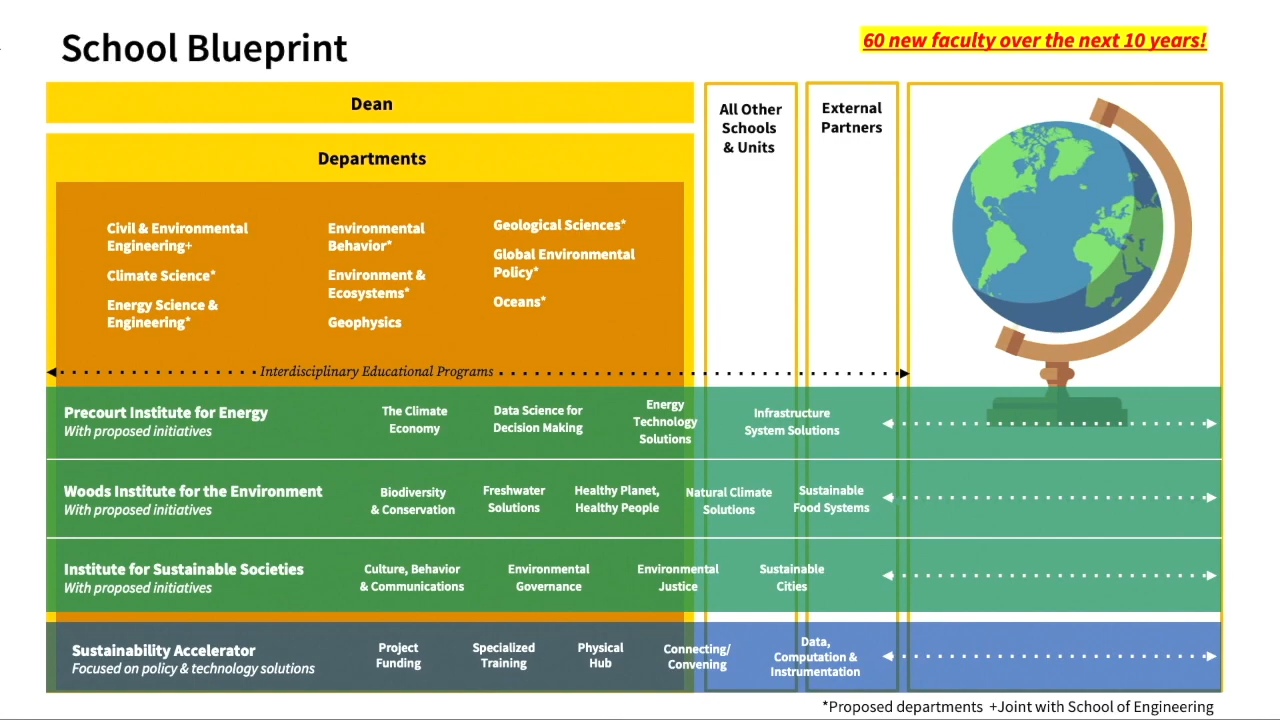 School Blueprint
60 new faculty over the next 10 years!
Dean
Departments
All Other
Schools
& Units
External
Partners
Civil & Environmental
Engineering+
Climate Science*
Energy Science &
Engineering*
Environmental
Behavior*
Environment &
Ecosystems*
Geophysics
Geological Sciences*
Global Environmental
Policy*
Oceans*
Interdisciplinary Educational Programs
Precourt Institute for Energy
With proposed initiatives
The Climate
Economy
Data Science for
Decision Making
Energy
Technology
Solutions
Infrastructure
System Solutions
Woods Institute for the Environment
With proposed initiatives
Biodiversity
& Conservation
Freshwater
Solutions
Healthy Planet,
Healthy People
Natural Climate
Solutions
Sustainable
Food Systems
Institute for Sustainable Societies
With proposed initiatives
Culture, Behavior
& Communications
Environmental
Governance
Environmental
Justice
Sustainable
Cities
Sustainability Accelerator
Focused on policy & technology solutions
Project
Funding
Specialized
Training
Physical
Hub
Connecting/
Convening
Data,
Computation &
Instrumentation
*Proposed departments +Joint with School of Engineering